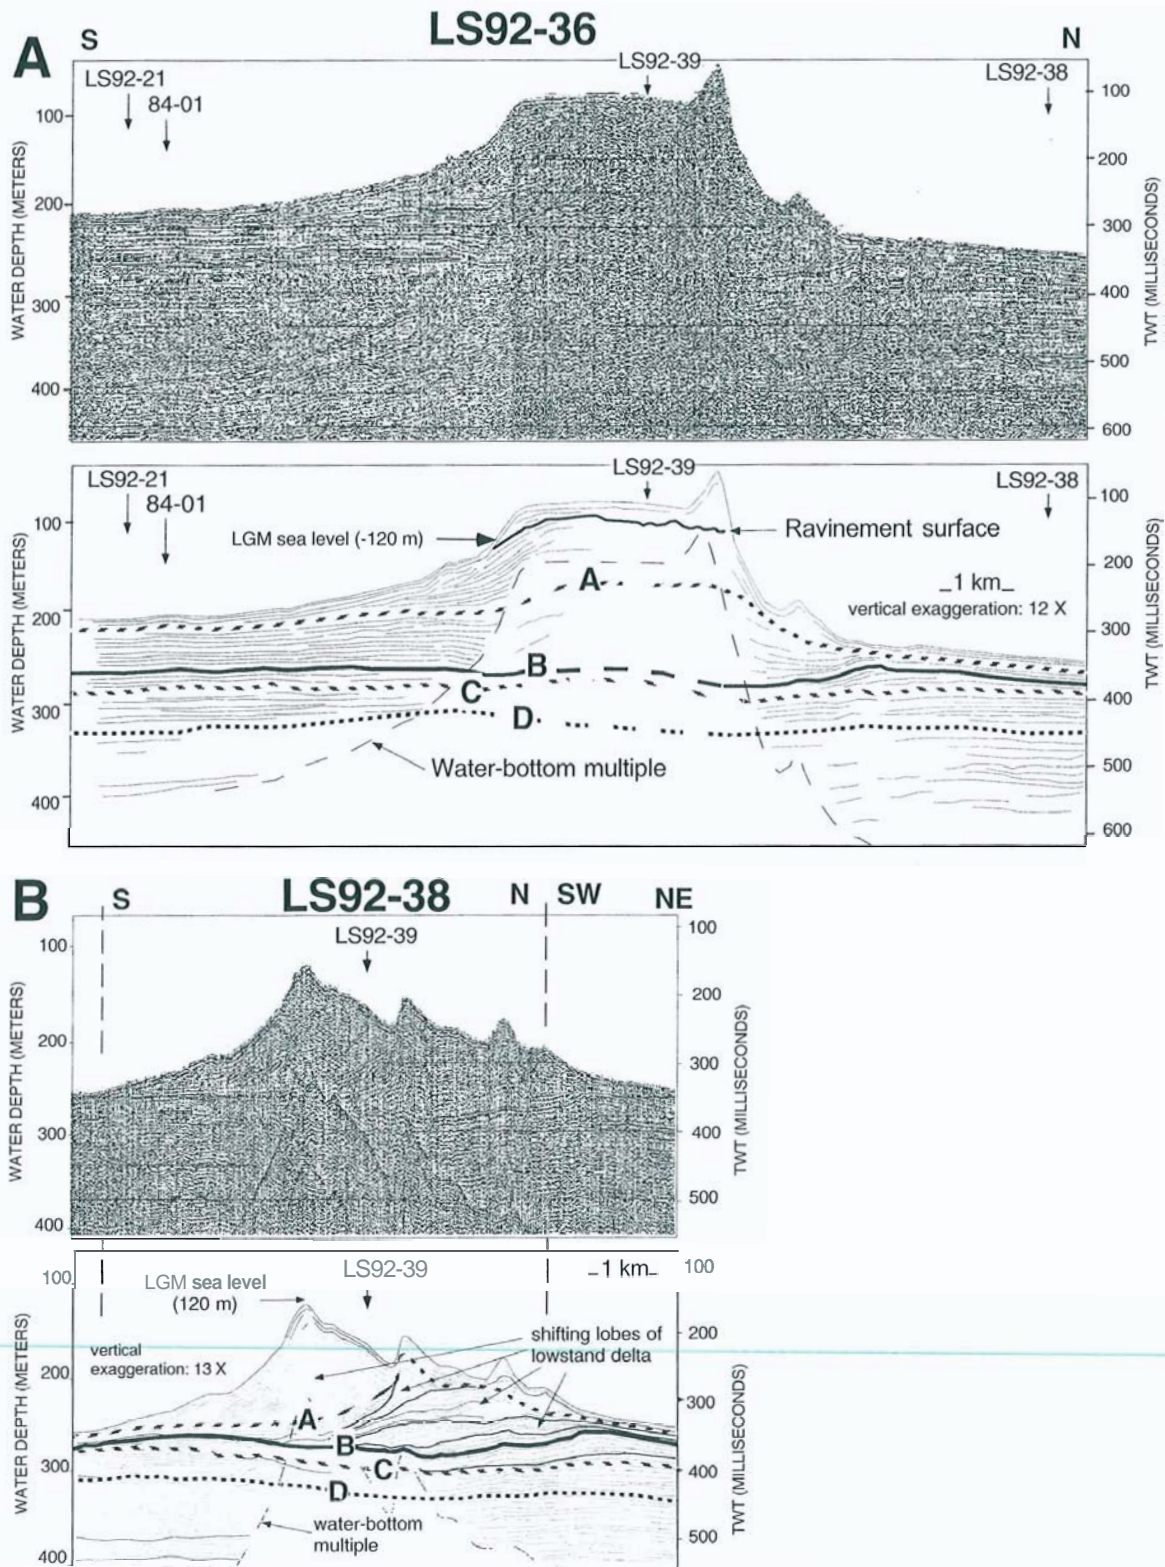 A
S
LS92-36
N
LS92-21
84-01
LS92-39
LS92-38
100
200
300
400
WATER DEPTH (METERS)
100
200
300
400
500
600
TWT (MILLISECONDS)
LS92-21
84-01
LS92-39
LS92-38
LGM sea level (-120 m)
Ravinement surface
A
1 km
vertical exaggeration: 12 X
B
C
D
Water-bottom multiple
100
200
300
400
WATER DEPTH (METERS)
100
200
300
400
500
600
TWT (MILLISECONDS)
B
S
LS92-38
N
SW
NE
LS92-39
100
200
300
400
WATER DEPTH (METERS)
100
200
300
400
500
TWT (MILLISECONDS)
LGM sea level
(120 m)
LS92-39
1 km
shifting lobes of
lowstand delta
vertical
exaggeration: 13 X
A
B
C
D
water-bottom
multiple
100
200
300
400
WATER DEPTH (METERS)
100
200
300
400
500
TWT (MILLISECONDS)